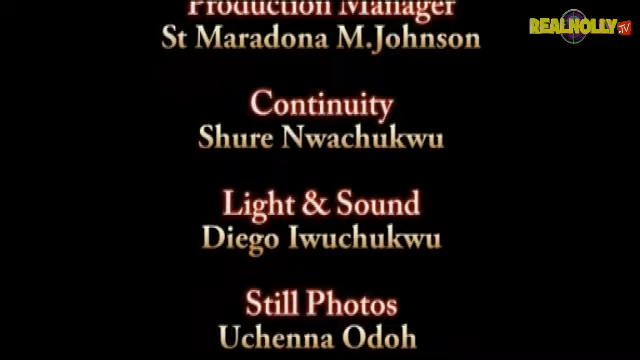 Production Manager
REALNOLLY.TV
St Maradona M.Johnson
Continuity
Shure Nwachukwu
Light & Sound
Diego Iwuchukwu
Still Photos
Uchenna Odoh